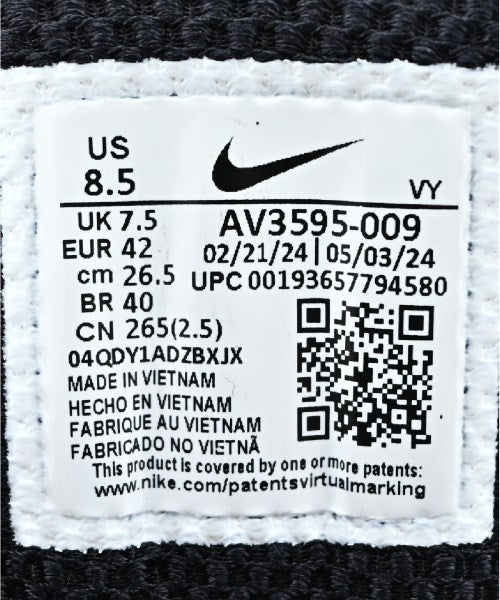 US
8.5
VY
UK 7.5
EUR 42
cm 26.5
BR 40
CN 265(2.5)
AV3595-009
02/21/24 | 05/03/24
UPC 00193657794580
04QDY1ADZBXJX
MADE IN VIETNAM
HECHO EN VIETNAM
FABRIQUE AU VIETNAM
FABRICADO NO VIETNÃ
This product is covered by one or more patents:
www.nike.com/patentsvirtualmarking